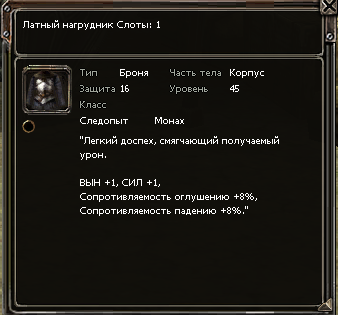 Латный нагрудник Слоты: 1
Тип Броня Часть тела Корпус
Защита 16 Уровень 45
Класс
Следопыт Монах
"Легкий доспех, смягчающий получаемый
урон.
ВЫН +1, СИЛ +1,
Сопротивляемость оглушению +8%,
Сопротивляемость падению +8%."